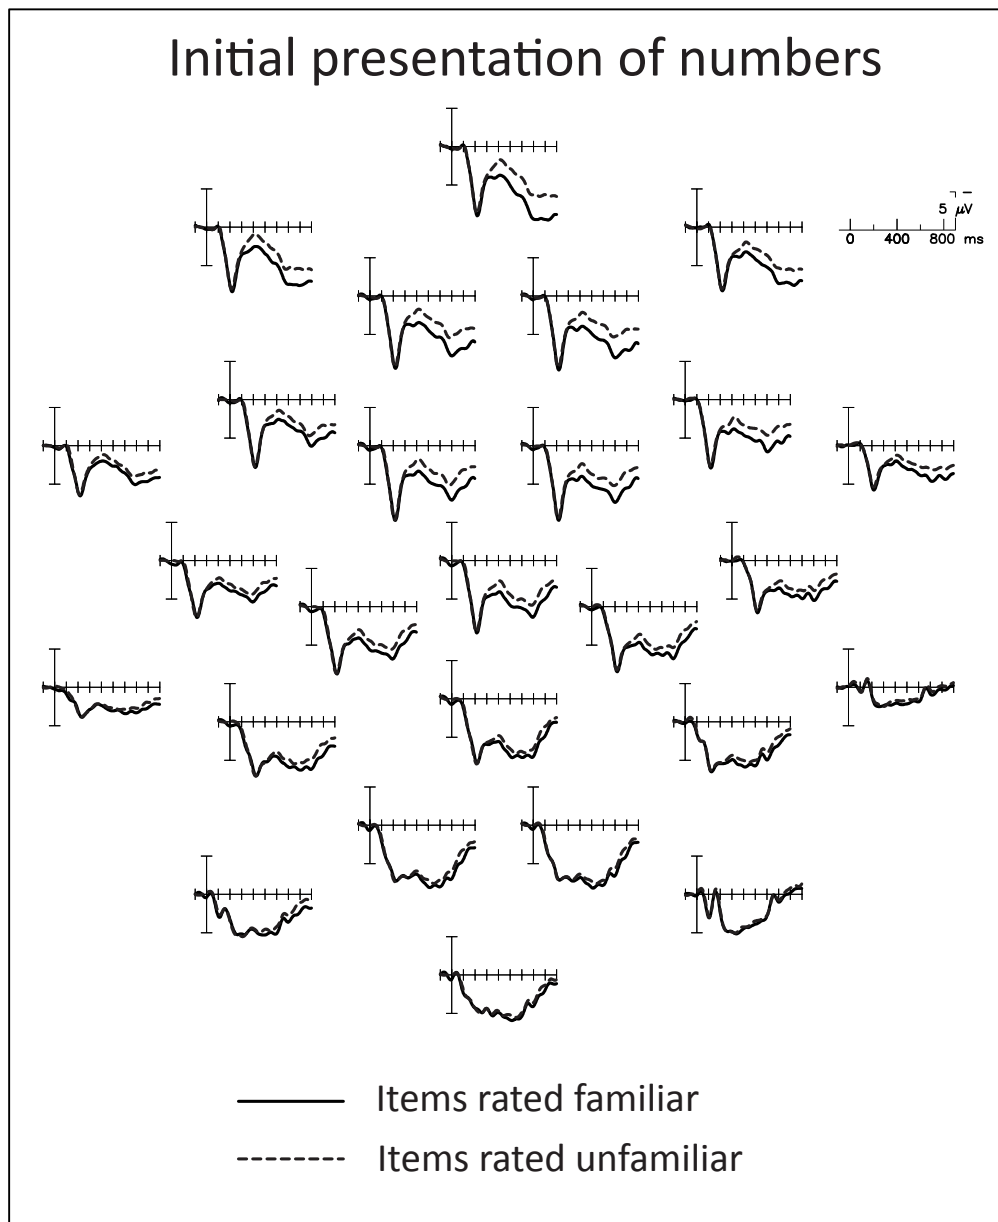 Initial presentation of numbers
5 µV
0 400 800 ms
Items rated familiar
Items rated unfamiliar